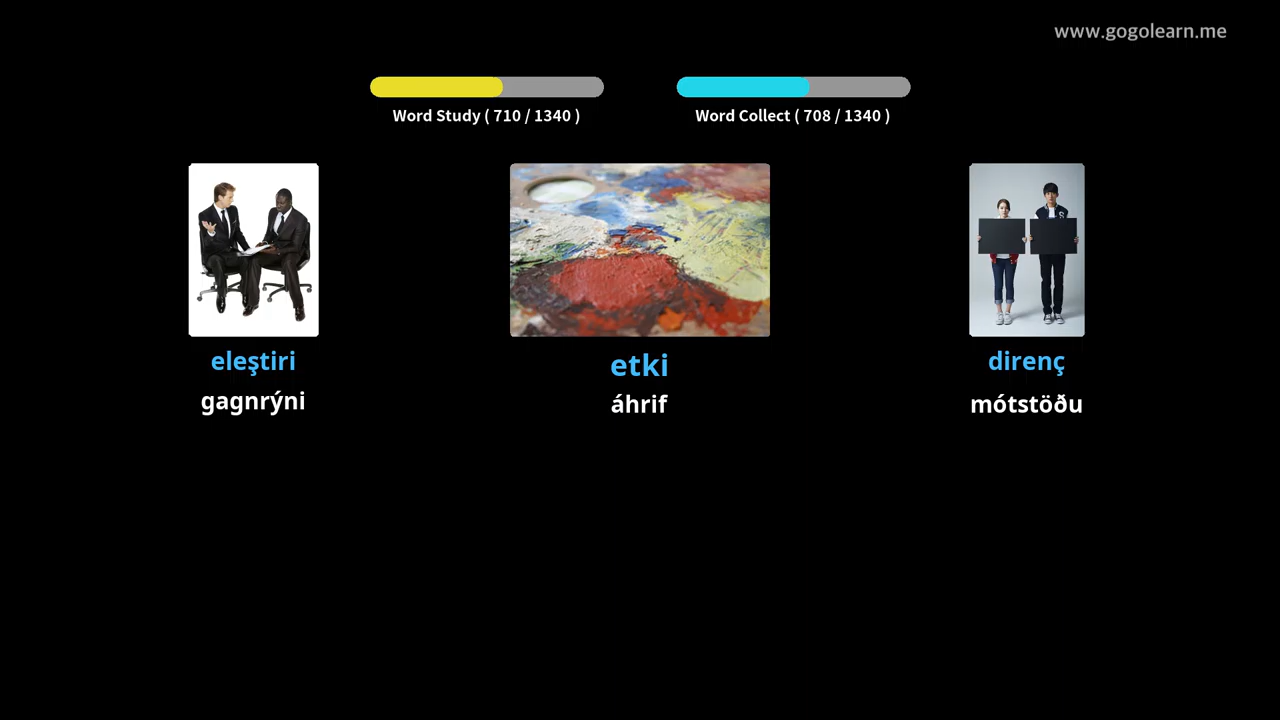 www.gogolearn.me
Word Study ( 710 / 1340 )
Word Collect ( 708 / 1340 )
eleştiri
etki
direnç
gagnrýni
áhrif
mótstöðu